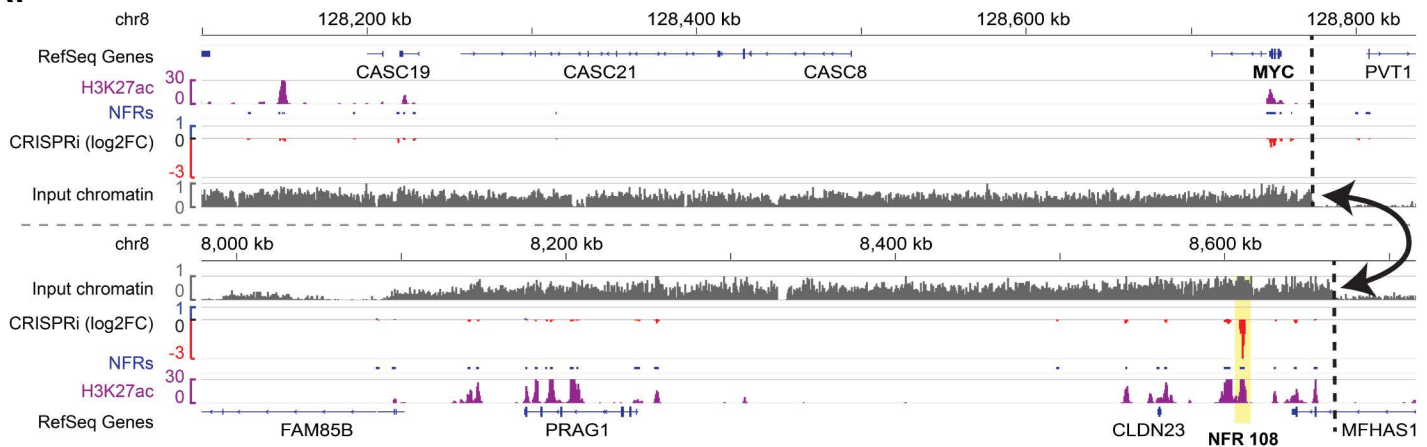 chr8 128,200 kb 128,400 kb 128,600 kb 128,800 kb
RefSeq Genes
CASC19 CASC21 CASC8 MYC PVT1
H3K27ac 30
0
NFRs
1
CRISPRi (log2FC) 0
-3
Input chromatin 1
0
chr8 8,000 kb 8,200 kb 8,400 kb 8,600 kb
Input chromatin 1
0
CRISPRi (log2FC) 1
0
-3
NFRs
H3K27ac 30
0
RefSeq Genes
FAM85B PRAG1 CLDN23 NFR 108 MFHAS1